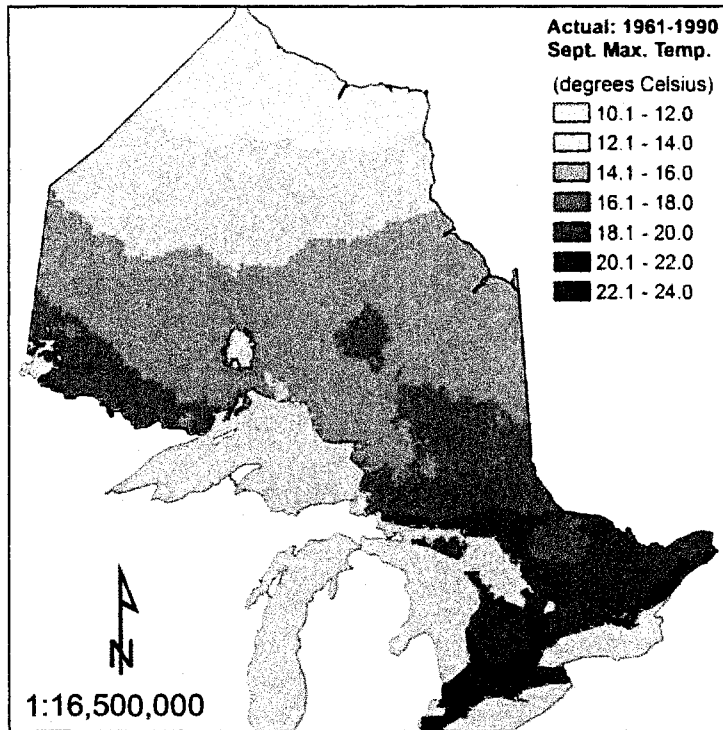 Actual: 1961-1990
Sept. Max. Temp.
(degrees Celsius)
10.1 - 12.0
12.1 - 14.0
14.1 - 16.0
16.1 - 18.0
18.1 - 20.0
20.1 - 22.0
22.1 - 24.0
N
1:16,500,000